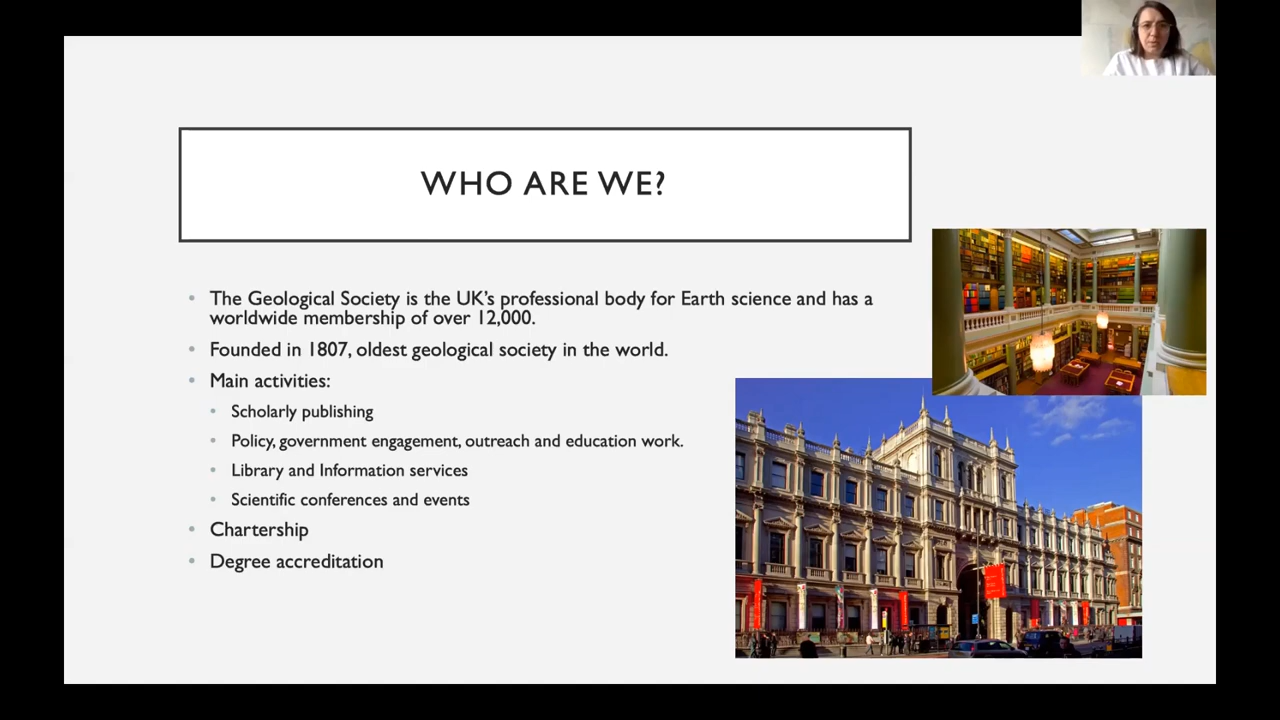 WHO ARE WE?
• The Geological Society is the UK's professional body for Earth science and has a
worldwide membership of over 12,000.
• Founded in 1807, oldest geological society in the world.
• Main activities:
• Scholarly publishing
• Policy, government engagement, outreach and education work.
• Library and Information services
• Scientific conferences and events
• Chartership
• Degree accreditation